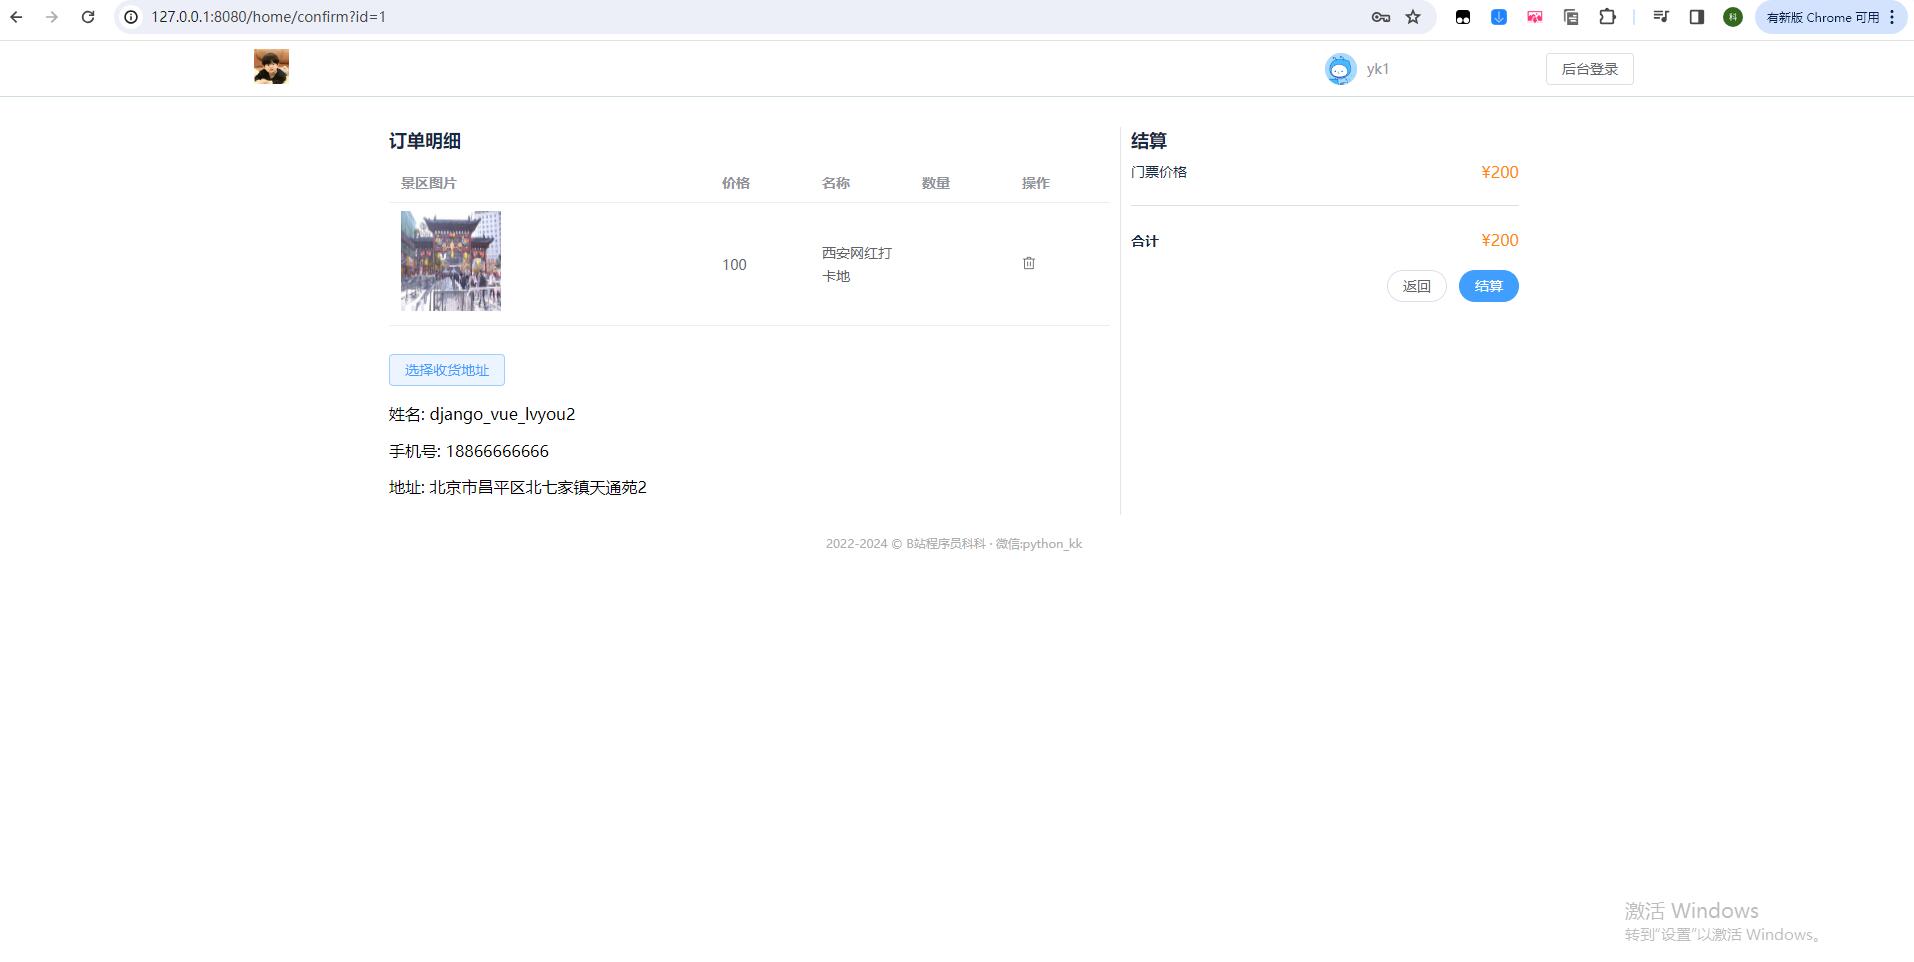 127.0.0.1:8080/home/confirm?id=1
科
有新版 Chrome 可用
yk1
后台登录
订单明细
景区图片 价格 名称 数量 操作
100
西安网红打
卡地
选择收货地址
姓名: django_vue_lvyou2
手机号: 18866666666
地址: 北京市昌平区北七家镇天通苑2
结算
门票价格 ¥200
合计 ¥200
返回 结算
2022-2024 © B站程序员科科 · 微信:python_kk
激活 Windows
转到“设置”以激活 Windows。